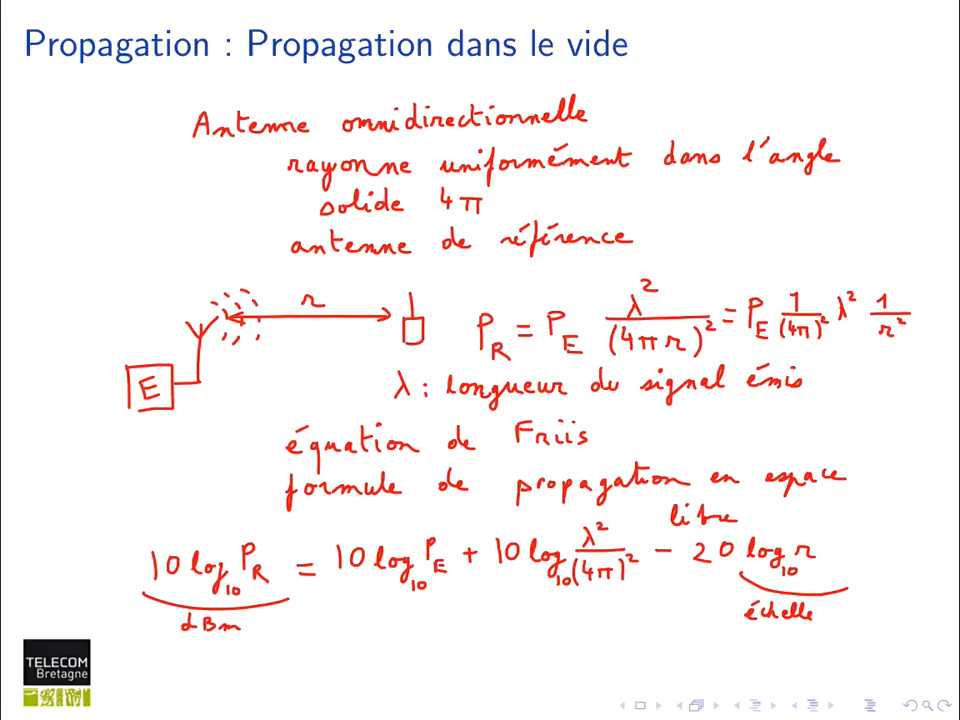 Propagation : Propagation dans le vide
Antenne omnidirectionnelle
rayonne uniformément dans l'angle
solide 4π
antenne de référence
r
E
P_R = P_E λ²/(4πr)² = P_E 1/(4π)² λ² 1/r²
λ : longueur du signal émis
équation de Friis
formule de propagation en espace
libre
10 log₁₀ P_R = 10 log₁₀ P_E + 10 log₁₀ λ²/(4π)² − 20 log₁₀ r
dBm
échelle
TELECOM
Bretagne